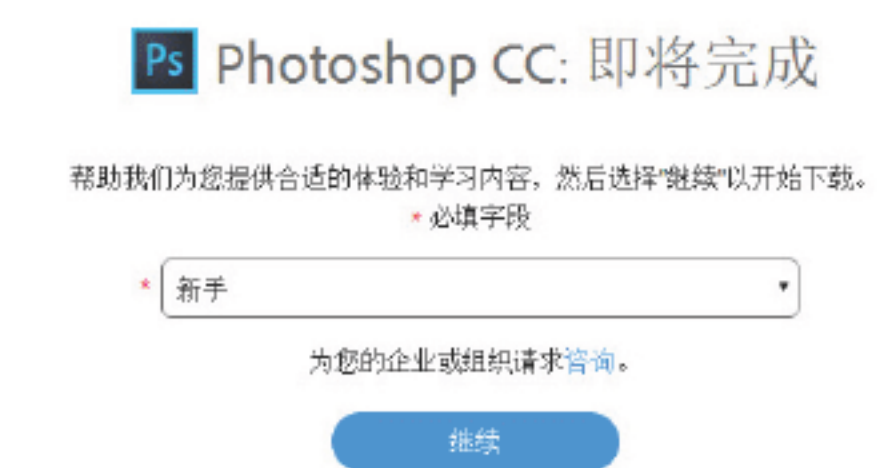 Ps Photoshop CC: 即将完成
帮助我们为您提供合适的体验和学习内容，然后选择"继续"以开始下载。
* 必填字段
* 新手
为您的企业或组织请求咨询。
继续